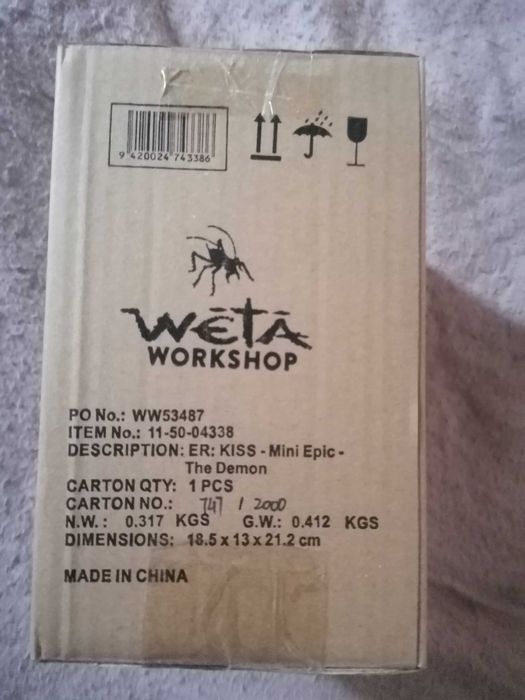 9 420024 743386
WĒTĀ
WORKSHOP
PO No.: WW53487
ITEM No.: 11-50-04338
DESCRIPTION: ER: KISS - Mini Epic -
The Demon
CARTON QTY: 1 PCS
CARTON NO.: 747 / 2000
N.W. : 0.317 KGS G.W.: 0.412 KGS
DIMENSIONS: 18.5 x 13 x 21.2 cm
MADE IN CHINA